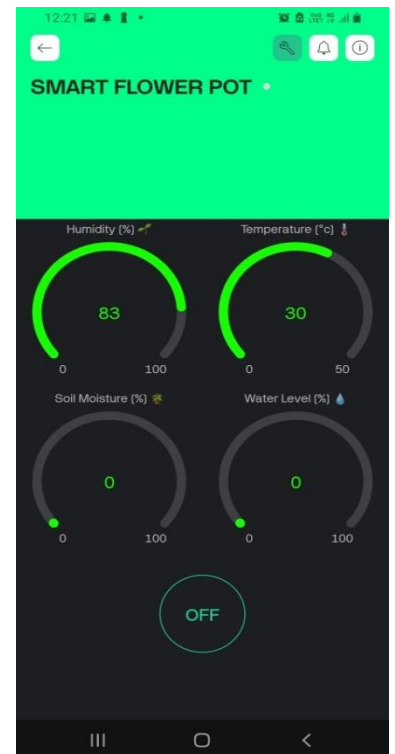 12:21
SMART FLOWER POT
Humidity (%) Temperature (°c)
83 30
0 100 0 50
Soil Moisture (%) Water Level (%)
0 0
0 100 0 100
OFF